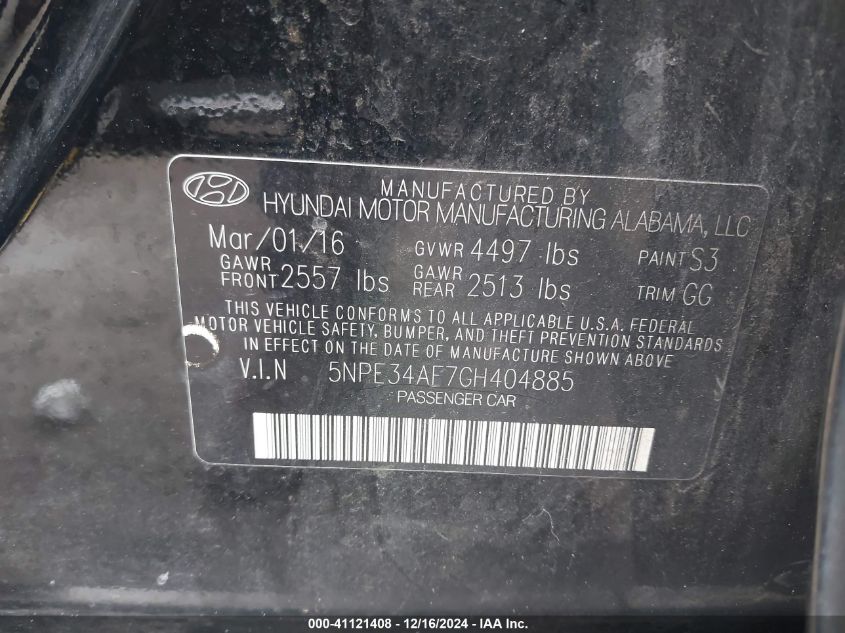 MANUFACTURED BY
HYUNDAI MOTOR MANUFACTURING ALABAMA, LLC
Mar/01/16 GVWR 4497 lbs PAINT S3
GAWR FRONT 2557 lbs GAWR REAR 2513 lbs TRIM GG
THIS VEHICLE CONFORMS TO ALL APPLICABLE U.S.A. FEDERAL
MOTOR VEHICLE SAFETY, BUMPER, AND THEFT PREVENTION STANDARDS
IN EFFECT ON THE DATE OF MANUFACTURE SHOWN ABOVE
V.I.N 5NPE34AF7GH404885
PASSENGER CAR
000-41121408 - 12/16/2024 - IAA Inc.